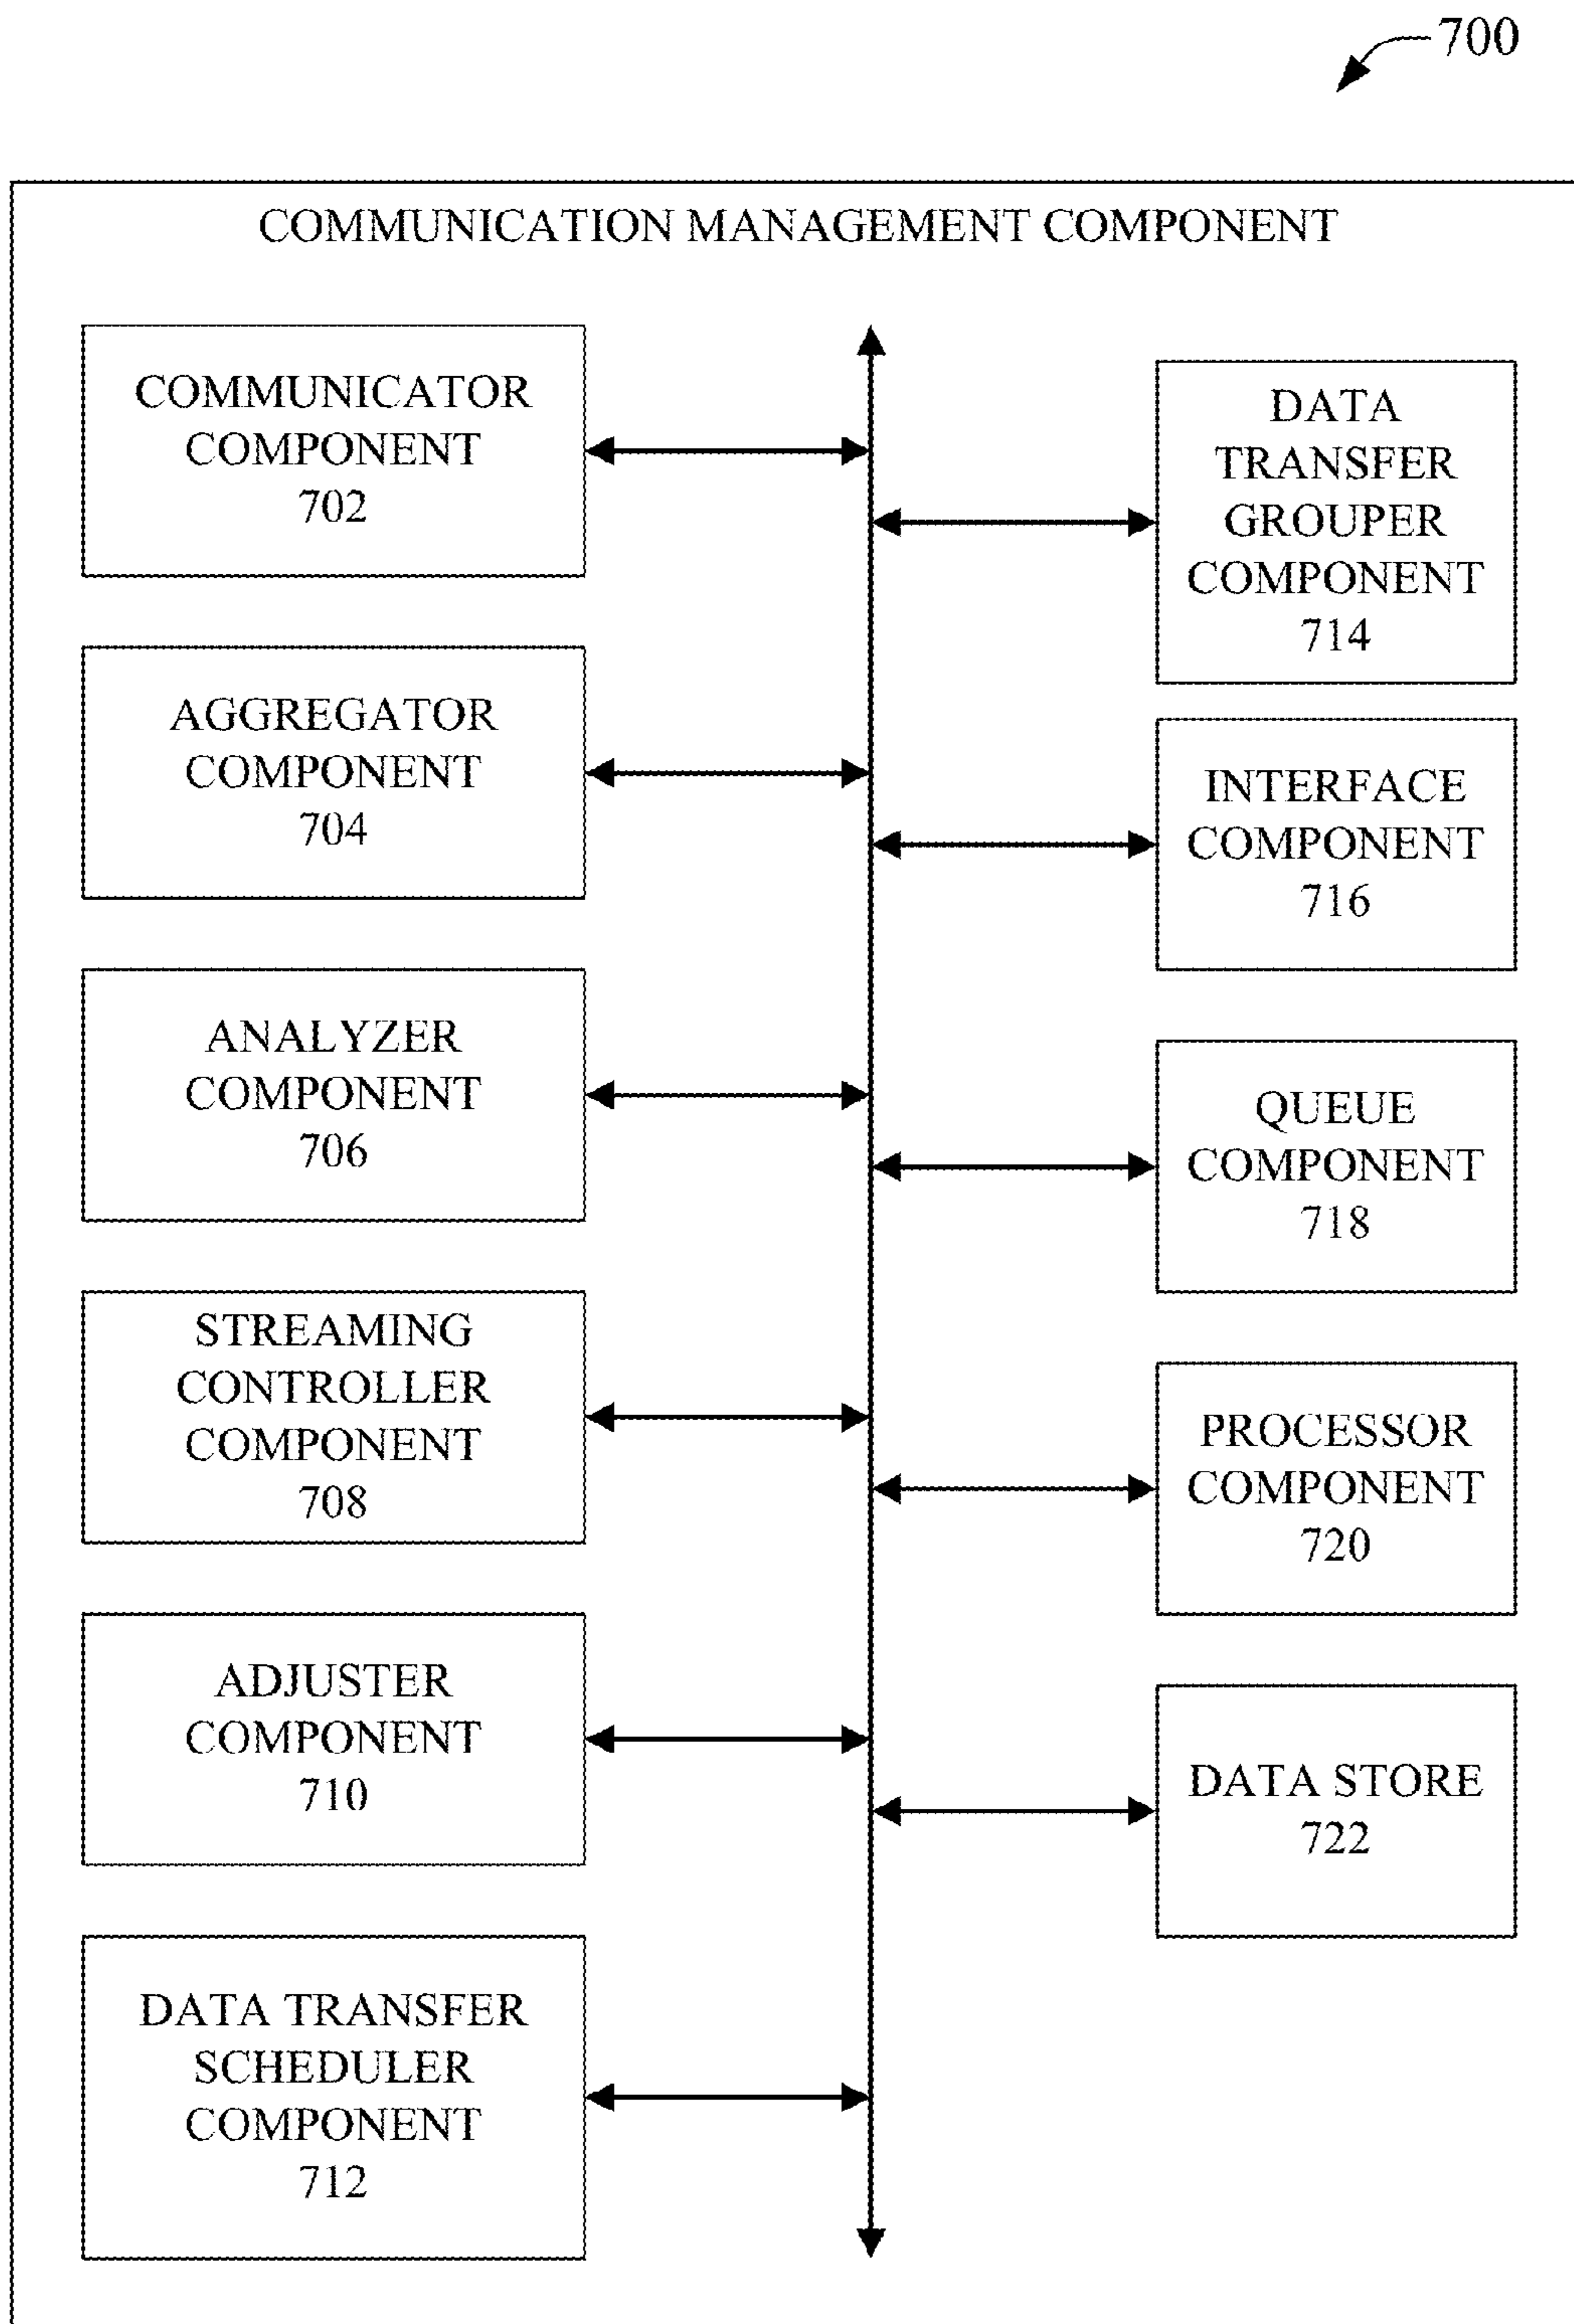 700
COMMUNICATION MANAGEMENT COMPONENT
COMMUNICATOR
COMPONENT
702
AGGREGATOR
COMPONENT
704
ANALYZER
COMPONENT
706
STREAMING
CONTROLLER
COMPONENT
708
ADJUSTER
COMPONENT
710
DATA TRANSFER
SCHEDULER
COMPONENT
712
DATA
TRANSFER
GROUPER
COMPONENT
714
INTERFACE
COMPONENT
716
QUEUE
COMPONENT
718
PROCESSOR
COMPONENT
720
DATA STORE
722